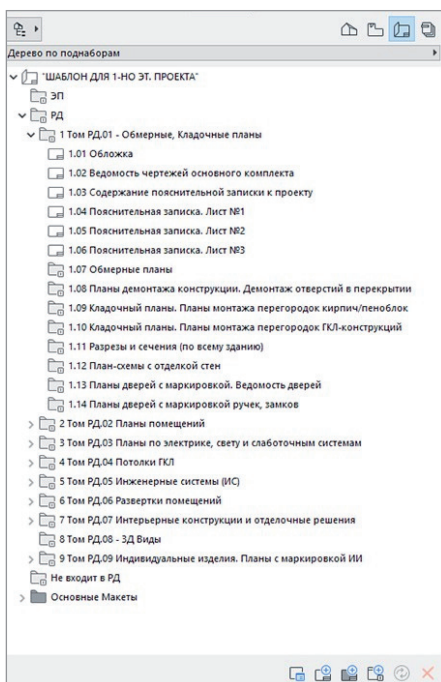 Дерево по поднаборам
"ШАБЛОН ДЛЯ 1-НО ЭТ. ПРОЕКТА"
ЭП
РД
1 Том РД.01 - Обмерные, Кладочные планы
1.01 Обложка
1.02 Ведомость чертежей основного комплекта
1.03 Содержание пояснительной записки к проекту
1.04 Пояснительная записка. Лист №1
1.05 Пояснительная записка. Лист №2
1.06 Пояснительная записка. Лист №3
1.07 Обмерные планы
1.08 Планы демонтажа конструкции. Демонтаж отверстий в перекрытии
1.09 Кладочный планы. Планы монтажа перегородок кирпич/пеноблок
1.10 Кладочный планы. Планы монтажа перегородок ГКЛ-конструкций
1.11 Разрезы и сечения (по всему зданию)
1.12 План-схемы с отделкой стен
1.13 Планы дверей с маркировкой. Ведомость дверей
1.14 Планы дверей с маркировкой ручек, замков
2 Том РД.02 Планы помещений
3 Том РД.03 Планы по электрике, свету и слаботочным системам
4 Том РД.04 Потолки ГКЛ
5 Том РД.05 Инженерные системы (ИС)
6 Том РД.06 Развертки помещений
7 Том РД.07 Интерьерные конструкции и отделочные решения
8 Том РД.08 - 3Д Виды
9 Том РД.09 Индивидуальные изделия. Планы с маркировкой ИИ
Не входит в РД
Основные Макеты